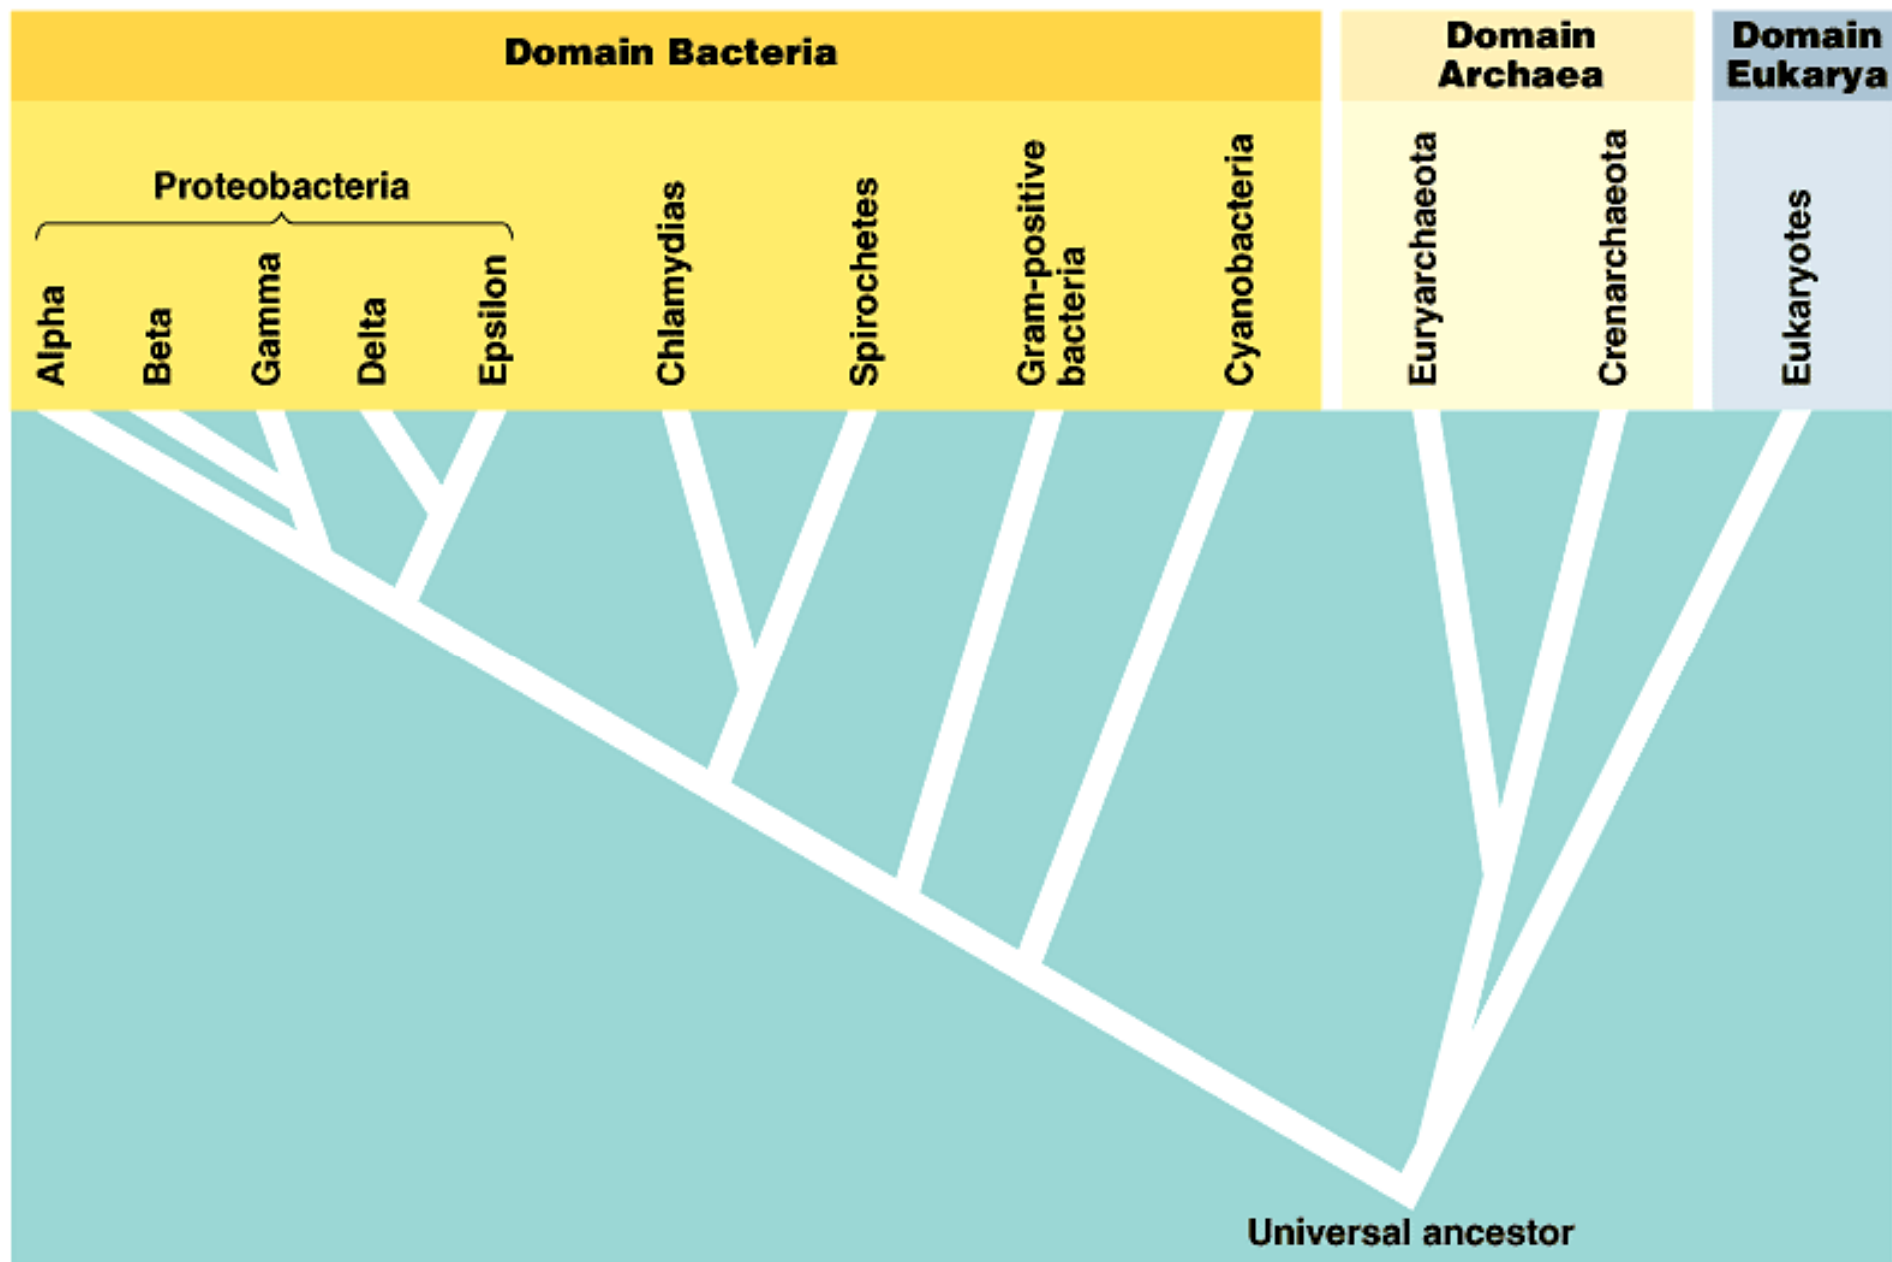 Domain Bacteria
Domain
Archaea
Domain
Eukarya
Proteobacteria
Alpha
Beta
Gamma
Delta
Epsilon
Chlamydias
Spirochetes
Gram-positive
bacteria
Cyanobacteria
Euryarchaeota
Crenarchaeota
Eukaryotes
Universal ancestor